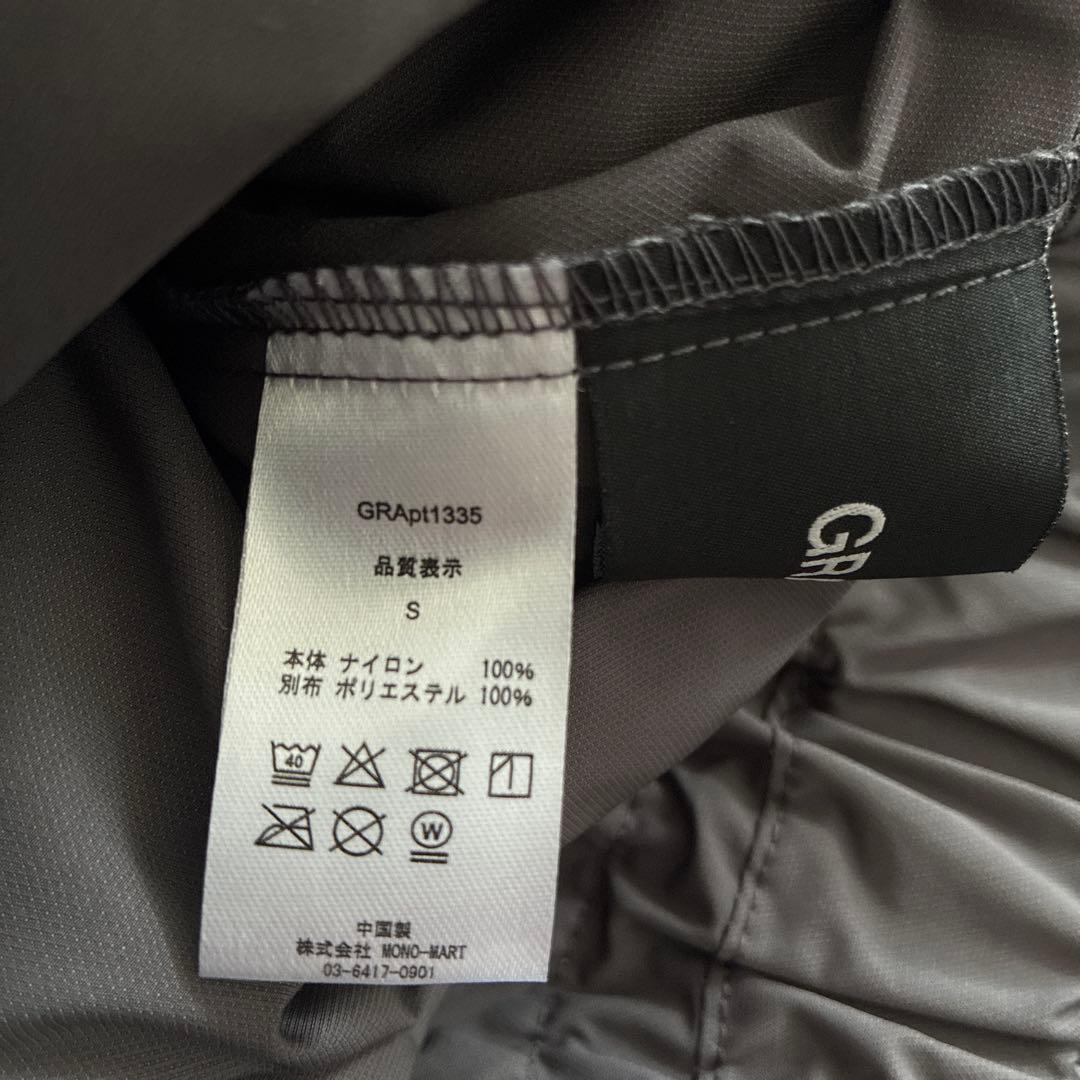 GRApt1335
品質表示
S
本体 ナイロン 100%
別布 ポリエステル 100%
40
W
中国製
株式会社 MONO-MART
03-6417-0901
GR